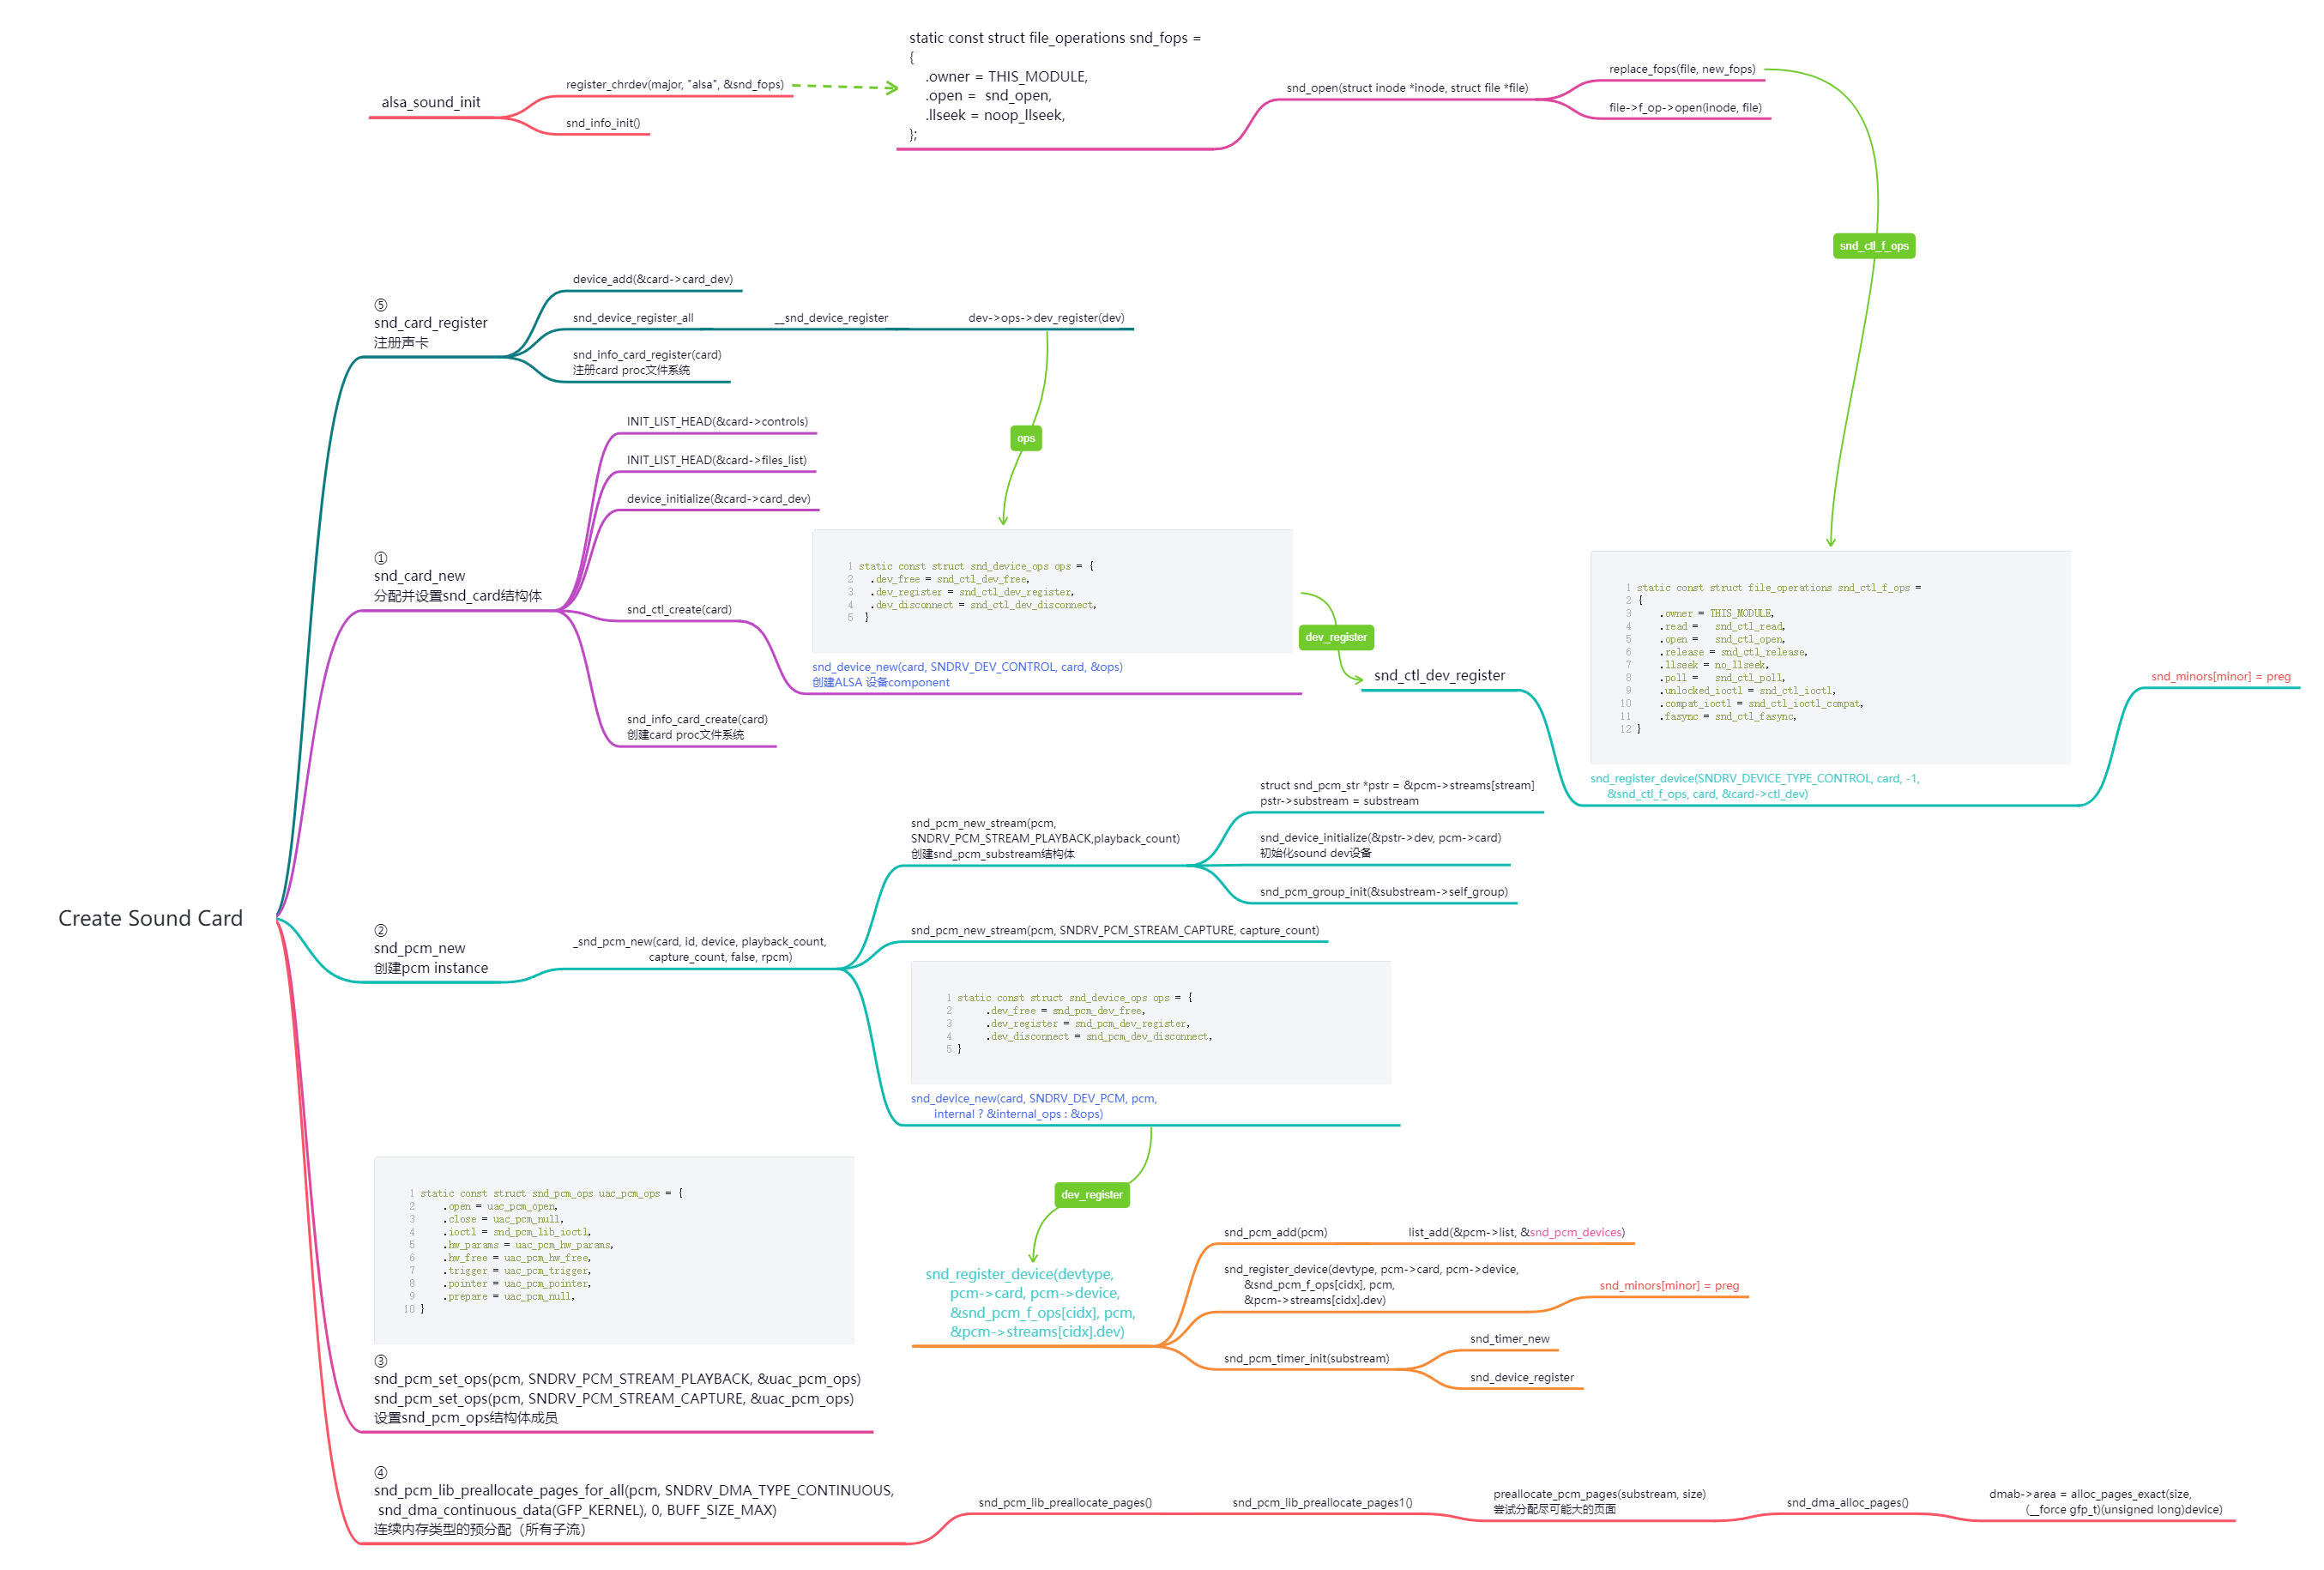 static const struct file_operations snd_fops =
{
.owner = THIS_MODULE,
.open =  snd_open,
.llseek = noop_llseek,
};
alsa_sound_init
register_chrdev(major, "alsa", &snd_fops)
snd_info_init()
snd_open(struct inode *inode, struct file *file)
replace_fops(file, new_fops)
file->f_op->open(inode, file)
snd_ctl_f_ops
⑤
snd_card_register
注册声卡
device_add(&card->card_dev)
snd_device_register_all
__snd_device_register
dev->ops->dev_register(dev)
snd_info_card_register(card)
注册card proc文件系统
ops
①
snd_card_new
分配并设置snd_card结构体
INIT_LIST_HEAD(&card->controls)
INIT_LIST_HEAD(&card->files_list)
device_initialize(&card->card_dev)
snd_ctl_create(card)
1 static const struct snd_device_ops ops = {
2 .dev_free = snd_ctl_dev_free,
3 .dev_register = snd_ctl_dev_register,
4 .dev_disconnect = snd_ctl_dev_disconnect,
5 }
snd_device_new(card, SNDRV_DEV_CONTROL, card, &ops)
创建ALSA 设备component
snd_info_card_create(card)
创建card proc文件系统
dev_register
snd_ctl_dev_register
1 static const struct file_operations snd_ctl_f_ops =
2 {
3 .owner = THIS_MODULE,
4 .read =   snd_ctl_read,
5 .open =   snd_ctl_open,
6 .release = snd_ctl_release,
7 .llseek = no_llseek,
8 .poll =   snd_ctl_poll,
9 .unlocked_ioctl = snd_ctl_ioctl,
10 .compat_ioctl = snd_ctl_ioctl_compat,
11 .fasync = snd_ctl_fasync,
12 }
snd_register_device(SNDRV_DEVICE_TYPE_CONTROL, card, -1,
&snd_ctl_f_ops, card, &card->ctl_dev)
snd_minors[minor] = preg
Create Sound Card
②
snd_pcm_new
创建pcm instance
_snd_pcm_new(card, id, device, playback_count,
capture_count, false, rpcm)
snd_pcm_new_stream(pcm,
SNDRV_PCM_STREAM_PLAYBACK,playback_count)
创建snd_pcm_substream结构体
struct snd_pcm_str *pstr = &pcm->streams[stream]
pstr->substream = substream
snd_device_initialize(&pstr->dev, pcm->card)
初始化sound dev设备
snd_pcm_group_init(&substream->self_group)
snd_pcm_new_stream(pcm, SNDRV_PCM_STREAM_CAPTURE, capture_count)
1 static const struct snd_device_ops ops = {
2 .dev_free = snd_pcm_dev_free,
3 .dev_register = snd_pcm_dev_register,
4 .dev_disconnect = snd_pcm_dev_disconnect,
5 }
snd_device_new(card, SNDRV_DEV_PCM, pcm,
internal ? &internal_ops : &ops)
dev_register
snd_register_device(devtype,
pcm->card, pcm->device,
&snd_pcm_f_ops[cidx], pcm,
&pcm->streams[cidx].dev)
snd_pcm_add(pcm)
list_add(&pcm->list, &snd_pcm_devices)
snd_register_device(devtype, pcm->card, pcm->device,
&snd_pcm_f_ops[cidx], pcm,
&pcm->streams[cidx].dev)
snd_minors[minor] = preg
snd_pcm_timer_init(substream)
snd_timer_new
snd_device_register
1 static const struct snd_pcm_ops uac_pcm_ops = {
2 .open = uac_pcm_open,
3 .close = uac_pcm_null,
4 .ioctl = snd_pcm_lib_ioctl,
5 .hw_params = uac_pcm_hw_params,
6 .hw_free = uac_pcm_hw_free,
7 .trigger = uac_pcm_trigger,
8 .pointer = uac_pcm_pointer,
9 .prepare = uac_pcm_null,
10 }
③
snd_pcm_set_ops(pcm, SNDRV_PCM_STREAM_PLAYBACK, &uac_pcm_ops)
snd_pcm_set_ops(pcm, SNDRV_PCM_STREAM_CAPTURE, &uac_pcm_ops)
设置snd_pcm_ops结构体成员
④
snd_pcm_lib_preallocate_pages_for_all(pcm, SNDRV_DMA_TYPE_CONTINUOUS,
snd_dma_continuous_data(GFP_KERNEL), 0, BUFF_SIZE_MAX)
连续内存类型的预分配（所有子流）
snd_pcm_lib_preallocate_pages()
snd_pcm_lib_preallocate_pages1()
preallocate_pcm_pages(substream, size)
尝试分配尽可能大的页面
snd_dma_alloc_pages()
dmab->area = alloc_pages_exact(size,
(__force gfp_t)(unsigned long)device)